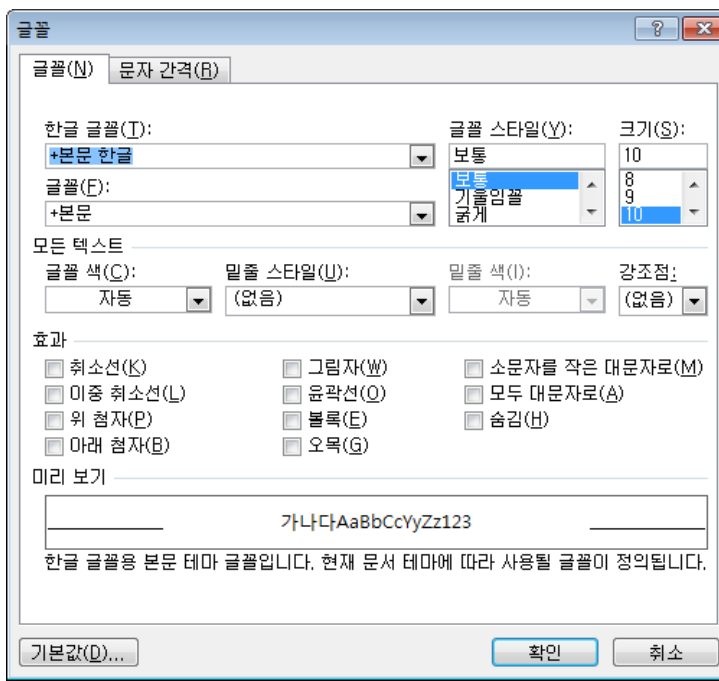 글꼴
글꼴(N) 문자 간격(R)
한글 글꼴(T): 글꼴 스타일(Y): 크기(S):
+본문 한글 보통 10
보통 8
글꼴(F): 기울임꼴 9
+본문 굵게 10
모든 텍스트
글꼴 색(C): 밑줄 스타일(U): 밑줄 색(I): 강조점:
자동 (없음) 자동 (없음)
효과
취소선(K) 그림자(W) 소문자를 작은 대문자로(M)
이중 취소선(L) 윤곽선(O) 모두 대문자로(A)
위 첨자(P) 볼록(E) 숨김(H)
아래 첨자(B) 오목(G)
미리 보기
가나다AaBbCcYyZz123
한글 글꼴용 본문 테마 글꼴입니다. 현재 문서 테마에 따라 사용될 글꼴이 정의됩니다.
기본값(D)... 확인 취소